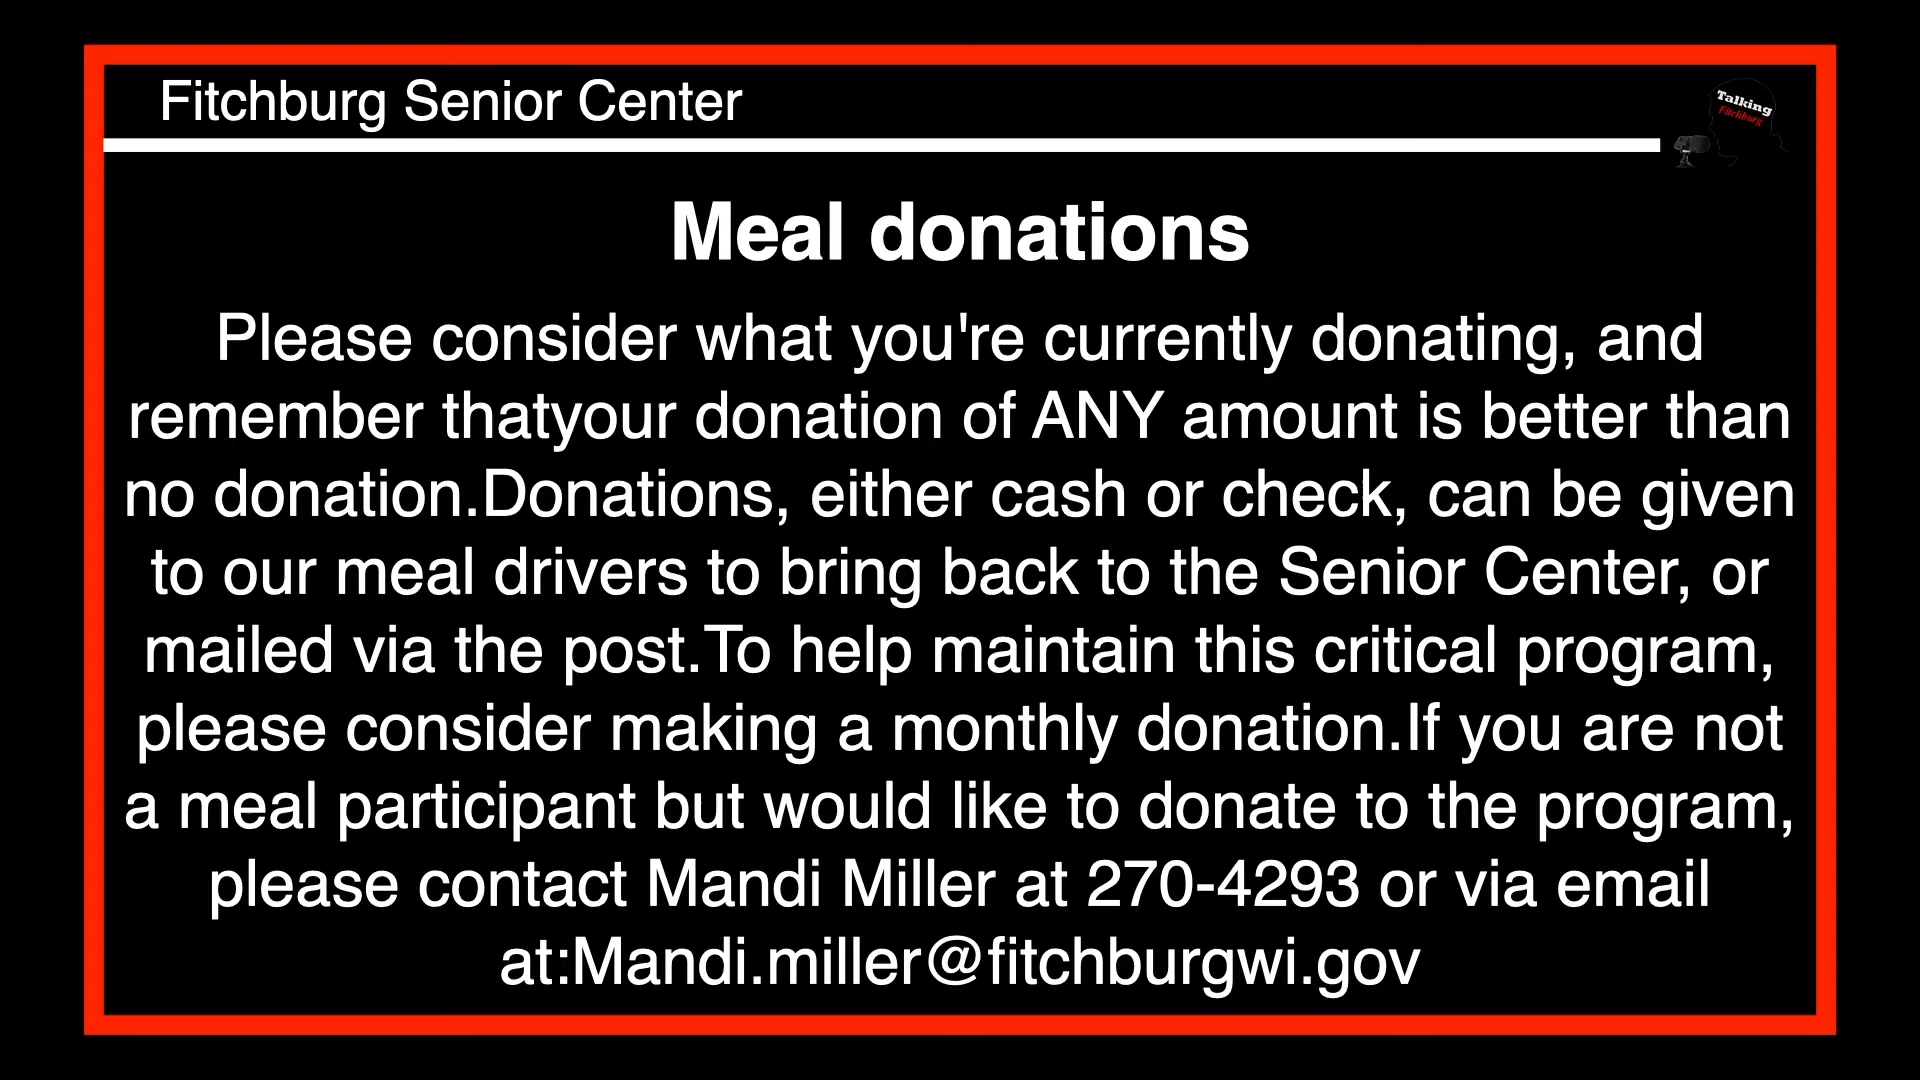 Fitchburg Senior Center
Talking
Fitchburg
Meal donations
Please consider what you're currently donating, and
remember thatyour donation of ANY amount is better than
no donation.Donations, either cash or check, can be given
to our meal drivers to bring back to the Senior Center, or
mailed via the post.To help maintain this critical program,
please consider making a monthly donation.If you are not
a meal participant but would like to donate to the program,
please contact Mandi Miller at 270-4293 or via email
at:Mandi.miller@fitchburgwi.gov